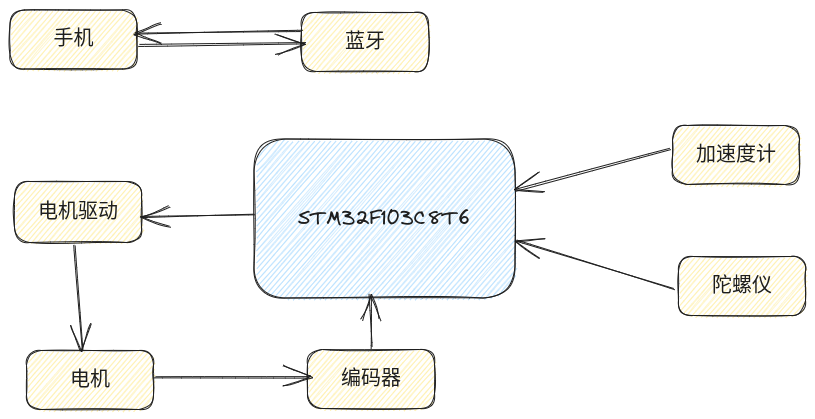 手机
蓝牙
加速度计
STM32F103C8T6
电机驱动
陀螺仪
电机
编码器